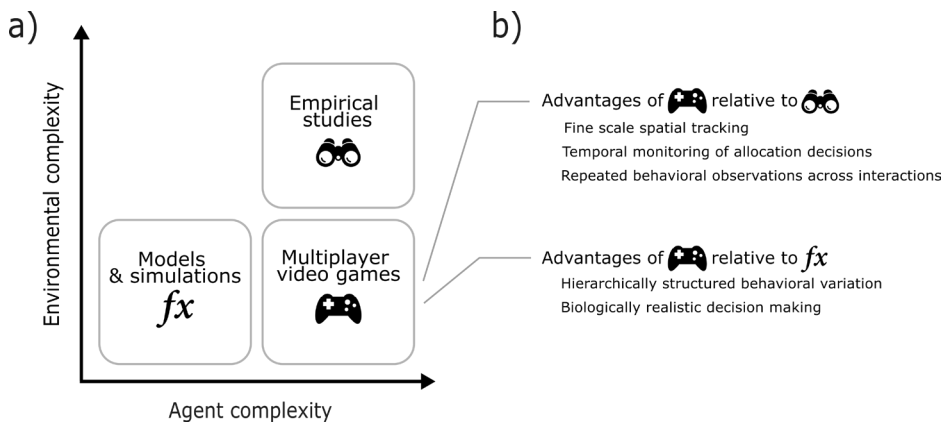 a)
Environmental complexity
Empirical
studies
Models
& simulations
fx
Multiplayer
video games
Agent complexity
b)
Advantages of relative to
Fine scale spatial tracking
Temporal monitoring of allocation decisions
Repeated behavioral observations across interactions
Advantages of relative to fx
Hierarchically structured behavioral variation
Biologically realistic decision making